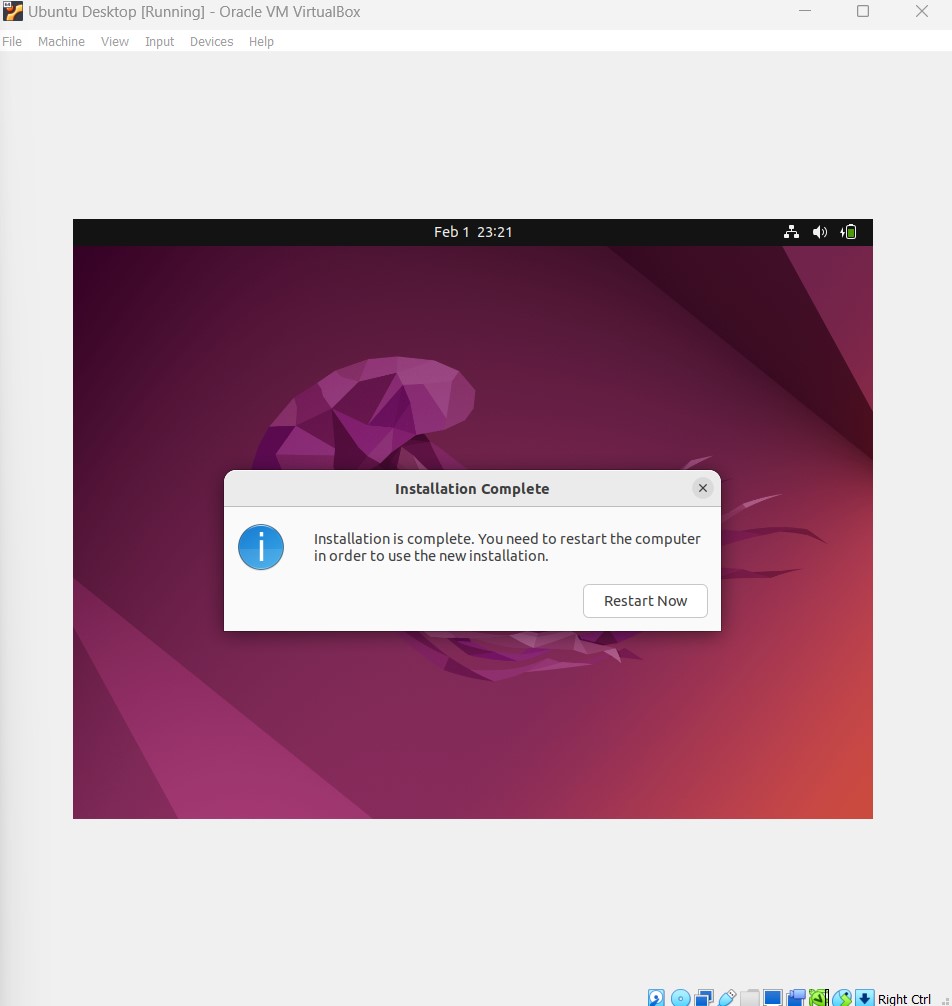 Ubuntu Desktop [Running] - Oracle VM VirtualBox
File Machine View Input Devices Help
Feb 1 23:21
Installation Complete
Installation is complete. You need to restart the computer
in order to use the new installation.
Restart Now
Right Ctrl